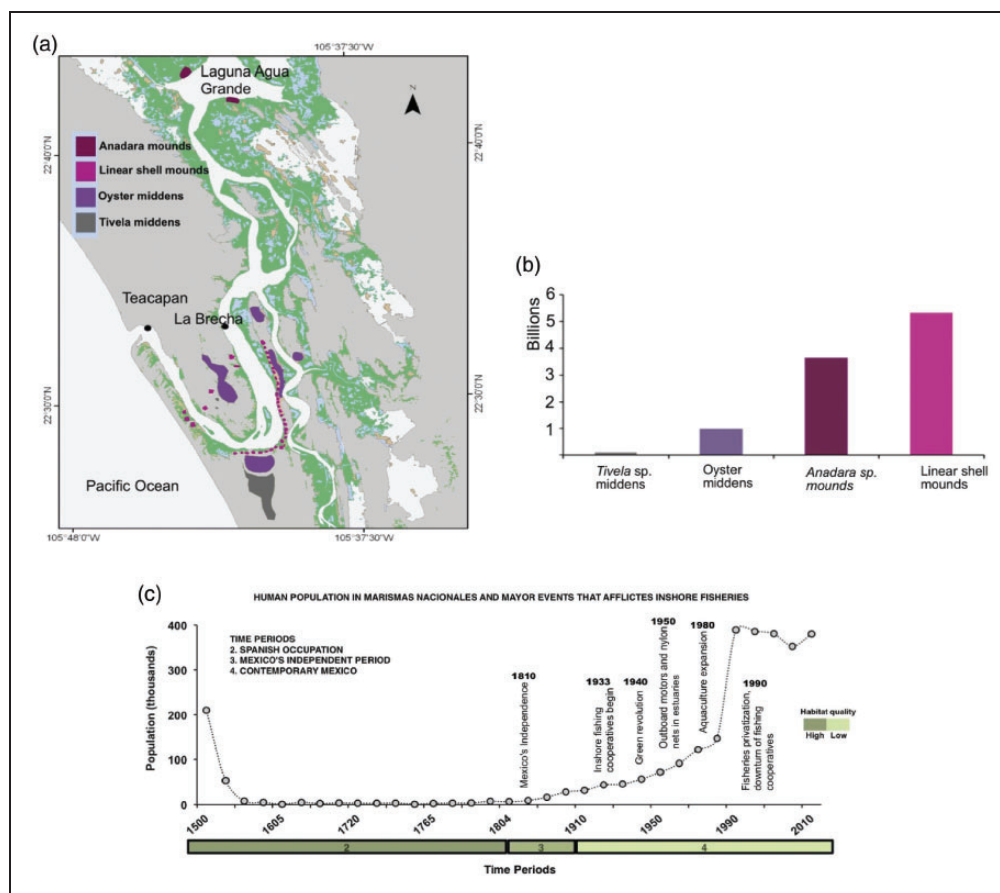 (a)
105°37'30"W
Laguna Agua
Grande
N
Anadara mounds
Linear shell mounds
Oyster middens
Tivela middens
22°40'0"N
22°40'0"N
Teacapan
La Brecha
22°30'0"N
22°30'0"N
Pacific Ocean
105°48'0"W
105°37'30"W
(b)
Billions
6
5
4
3
2
1
Tivela sp.
middens
Oyster
middens
Anadara sp.
mounds
Linear shell
mounds
(c)
HUMAN POPULATION IN MARISMAS NACIONALES AND MAYOR EVENTS THAT AFFLICTES INSHORE FISHERIES
Population (thousands)
400
300
200
100
0
TIME PERIODS
2. SPANISH OCCUPATION
3. MEXICO'S INDEPENDENT PERIOD
4. CONTEMPORARY MEXICO
1810
Mexico's Independence
1933
Inshore fishing
cooperatives begin
1940
Green revolution
1950
Outboard motors and nylon
nets in estuaries
1980
Aquaculture expansion
1990
Fisheries privatization,
downturn of fishing
cooperatives
Habitat quality
High Low
1500 1605 1720 1765 1804 1910 1950 1990 2010
2 3 4
Time Periods